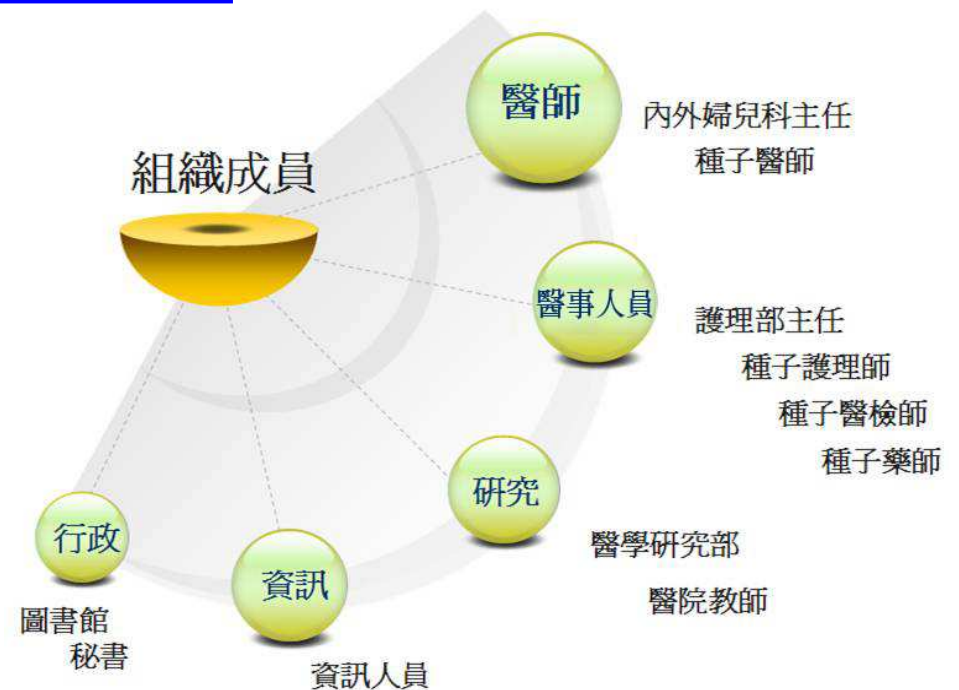 醫師
內外婦兒科主任
種子醫師
組織成員
醫事人員
護理部主任
種子護理師
種子醫檢師
種子藥師
研究
醫學研究部
醫院教師
行政
圖書館
秘書
資訊
資訊人員